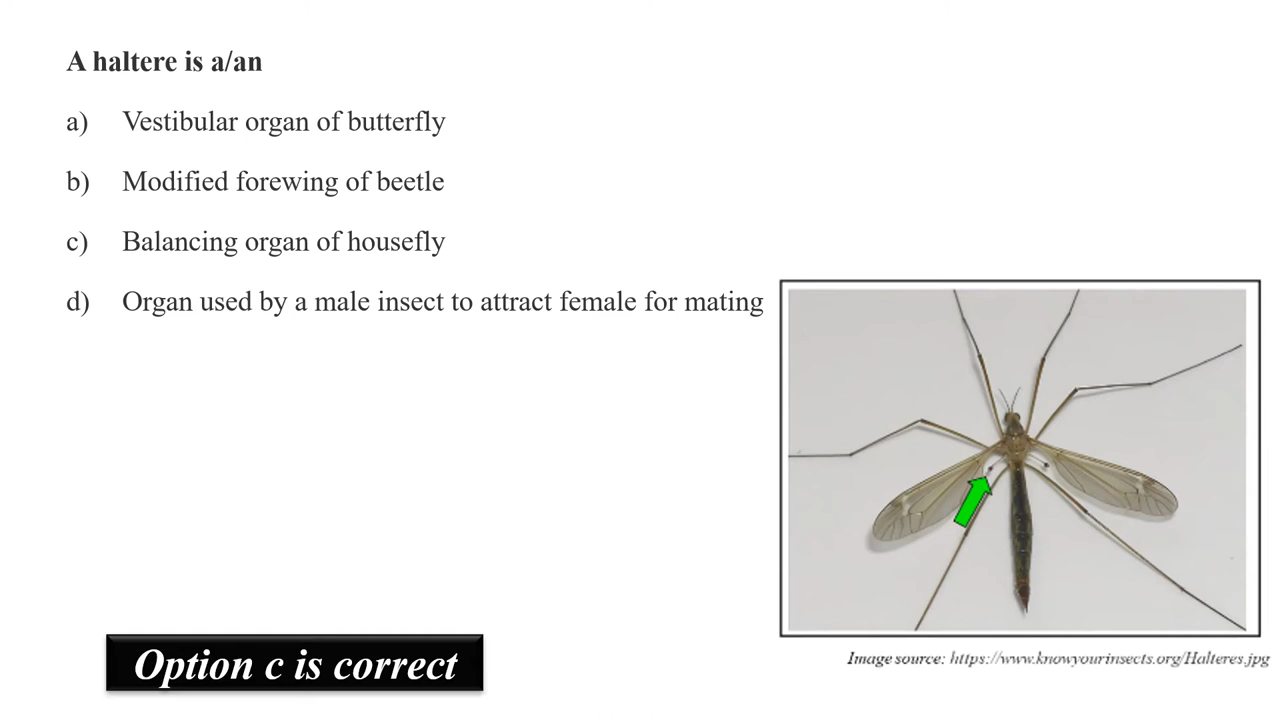 A haltere is a/an
a) Vestibular organ of butterfly
b) Modified forewing of beetle
c) Balancing organ of housefly
d) Organ used by a male insect to attract female for mating
Option c is correct
Image source: https://www.knowyourinsects.org/Halteres.jpg